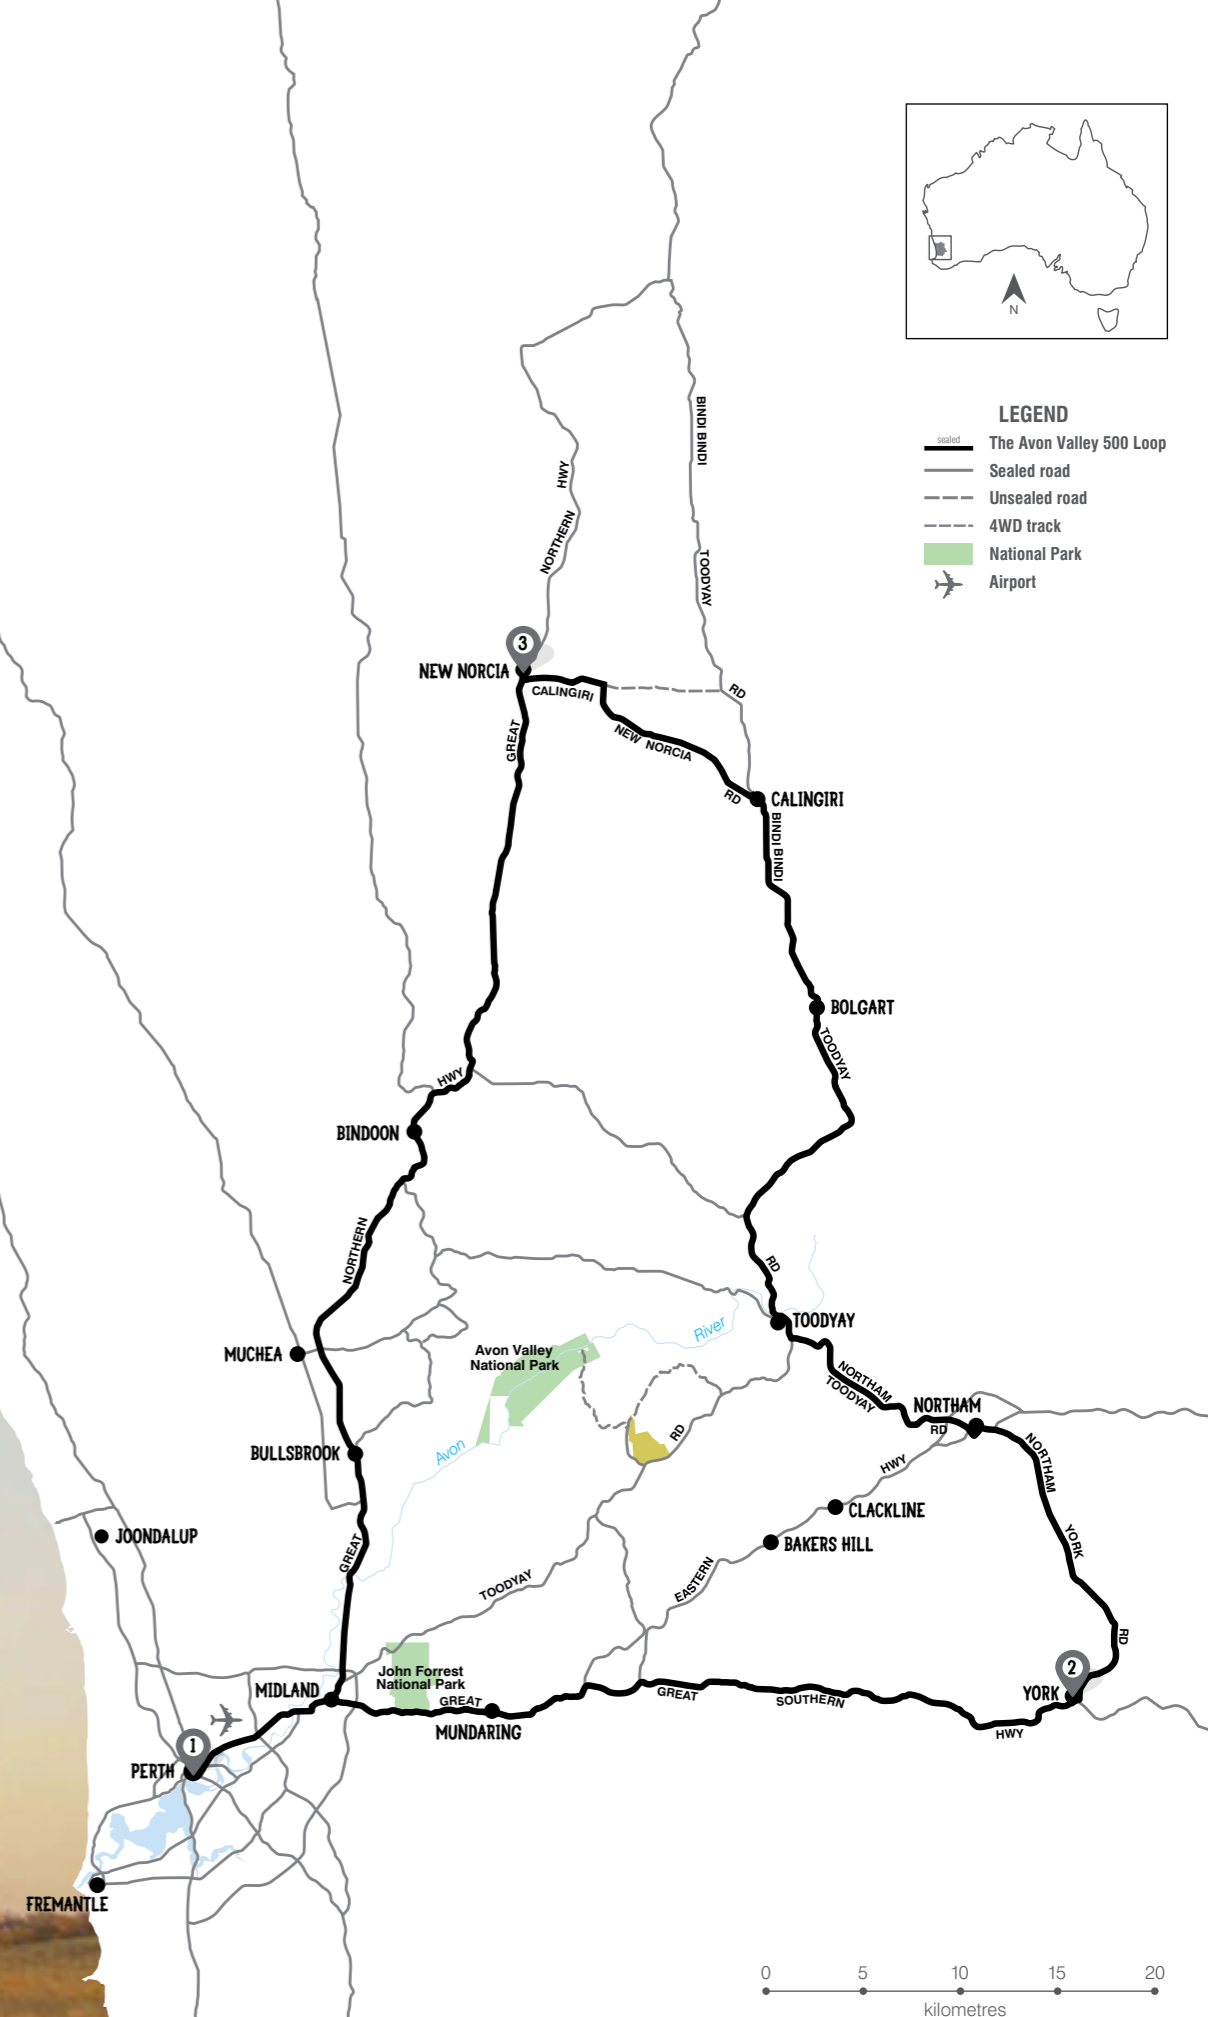 N
LEGEND
sealed
The Avon Valley 500 Loop
Sealed road
Unsealed road
4WD track
National Park
Airport
BINDI BINDI
HWY
NORTHERN
TOODYAY
3
NEW NORCIA
CALINGIRI
RD
GREAT
NEW NORCIA
RD
CALINGIRI
BINDI BINDI
BOLGART
TOODYAY
HWY
BINDOON
NORTHERN
RD
TOODYAY
River
MUCHEA
Avon Valley
National Park
NORTHAM
TOODYAY
NORTHAM
RD
RD
BULLSBROOK
Avon
HWY
NORTHAM
CLACKLINE
JOONDALUP
GREAT
BAKERS HILL
YORK
TOODYAY
EASTERN
RD
John Forrest
National Park
2
MIDLAND
GREAT
GREAT
SOUTHERN
YORK
MUNDARING
HWY
1
PERTH
FREMANTLE
0 5 10 15 20
kilometres